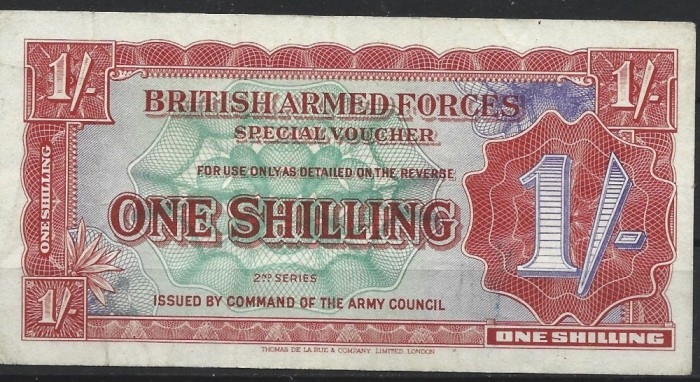 1/-
1/-
BRITISH ARMED FORCES
SPECIAL VOUCHER
FOR USE ONLY AS DETAILED ON THE REVERSE
ONE SHILLING
ONE SHILLING
1/-
2ND SERIES
ISSUED BY COMMAND OF THE ARMY COUNCIL
1/-
ONE SHILLING
THOMAS DE LA RUE & COMPANY, LIMITED, LONDON